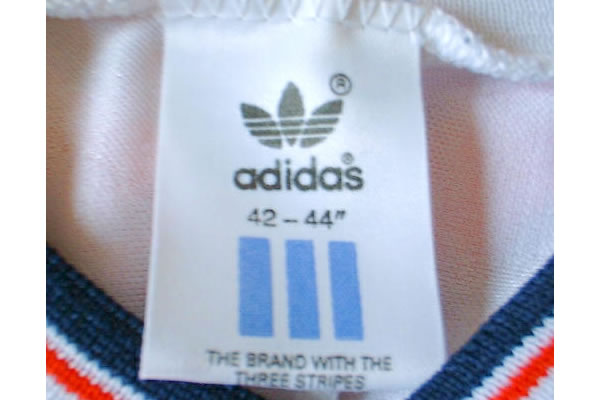 ®
adidas®
42 – 44"
THE BRAND WITH THE
THREE STRIPES